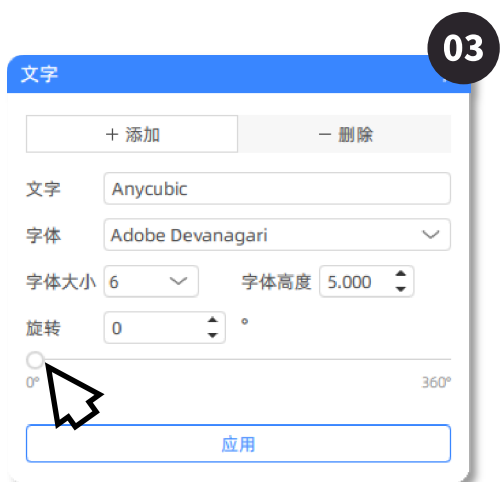 03
文字
+ 添加
- 删除
文字 Anycubic
字体 Adobe Devanagari
字体大小 6 字体高度 5.000
旋转 0 °
0° 360°
应用